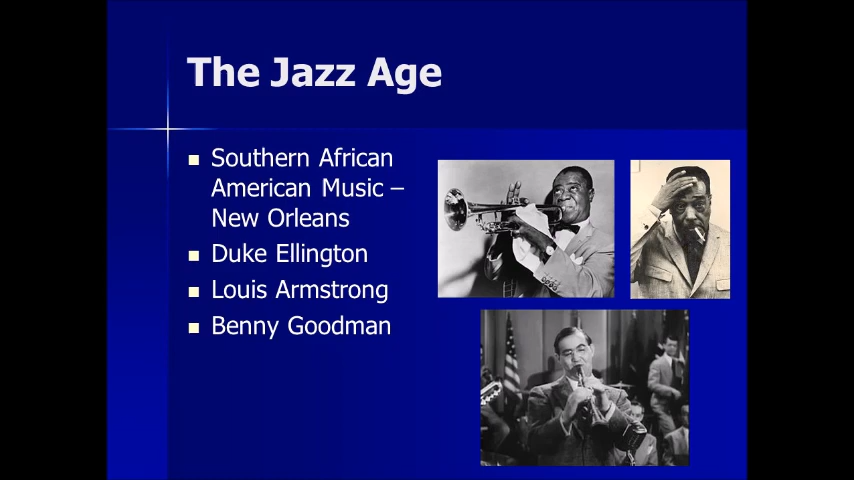 The Jazz Age
Southern African
American Music –
New Orleans
Duke Ellington
Louis Armstrong
Benny Goodman